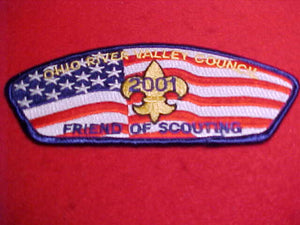 OHIO RIVER VALLEY COUNCIL
2001
FRIEND OF SCOUTING